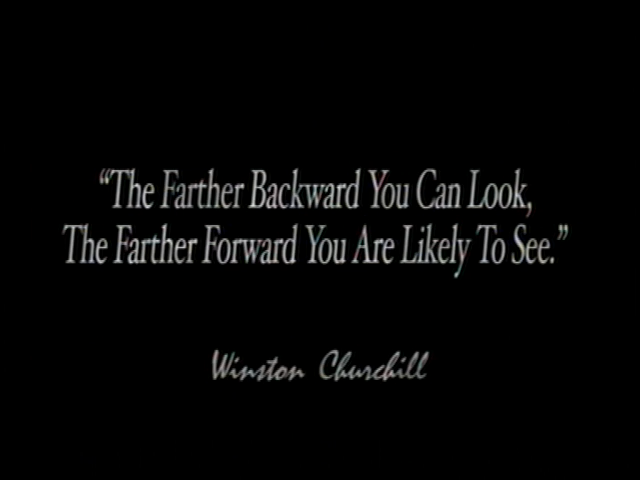 “The Farther Backward You Can Look,
The Farther Forward You Are Likely To See.”
Winston Churchill